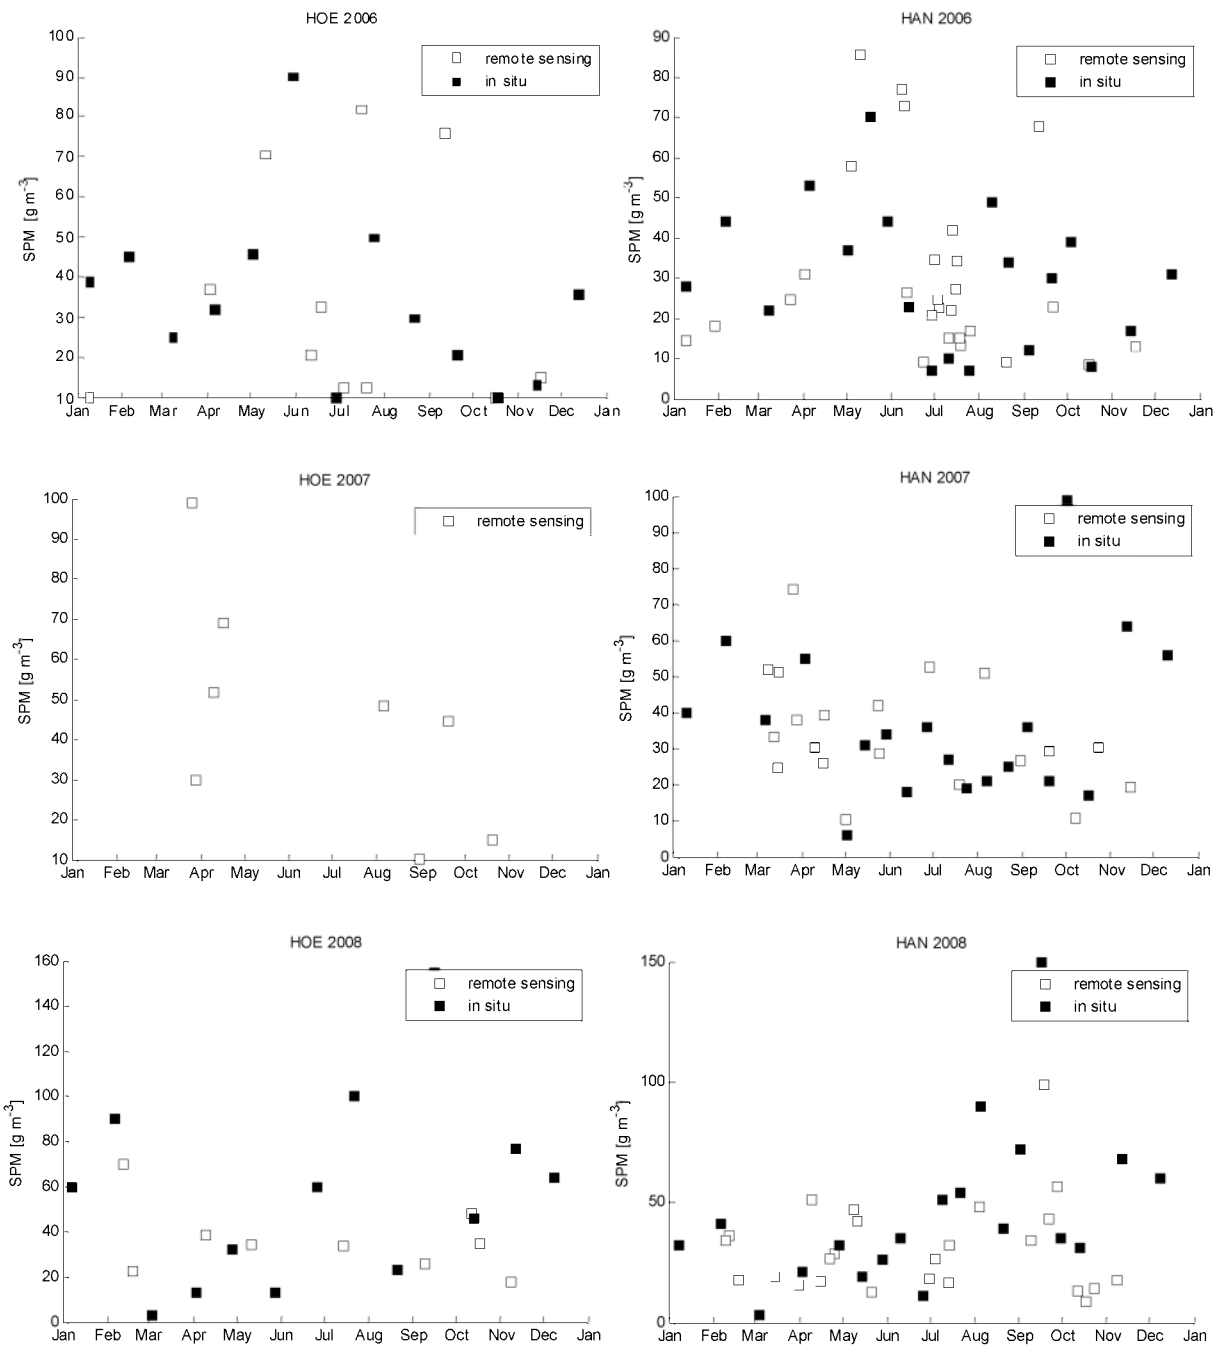 HOE 2006
100
90
80
70
60
50
40
30
20
10
SPM [g m-3]
remote sensing
in situ
Jan Feb Mar Apr May Jun Jul Aug Sep Oct Nov Dec Jan
HAN 2006
90
80
70
60
50
40
30
20
10
0
SPM [g m-3]
remote sensing
in situ
Jan Feb Mar Apr May Jun Jul Aug Sep Oct Nov Dec Jan
HOE 2007
100
90
80
70
60
50
40
30
20
10
SPM [g m-3]
remote sensing
Jan Feb Mar Apr May Jun Jul Aug Sep Oct Nov Dec Jan
HAN 2007
100
90
80
70
60
50
40
30
20
10
0
SPM [g m-3]
remote sensing
in situ
Jan Feb Mar Apr May Jun Jul Aug Sep Oct Nov Dec Jan
HOE 2008
160
140
120
100
80
60
40
20
0
SPM [g m-3]
remote sensing
in situ
Jan Feb Mar Apr May Jun Jul Aug Sep Oct Nov Dec Jan
HAN 2008
150
100
50
0
SPM [g m-3]
remote sensing
in situ
Jan Feb Mar Apr May Jun Jul Aug Sep Oct Nov Dec Jan